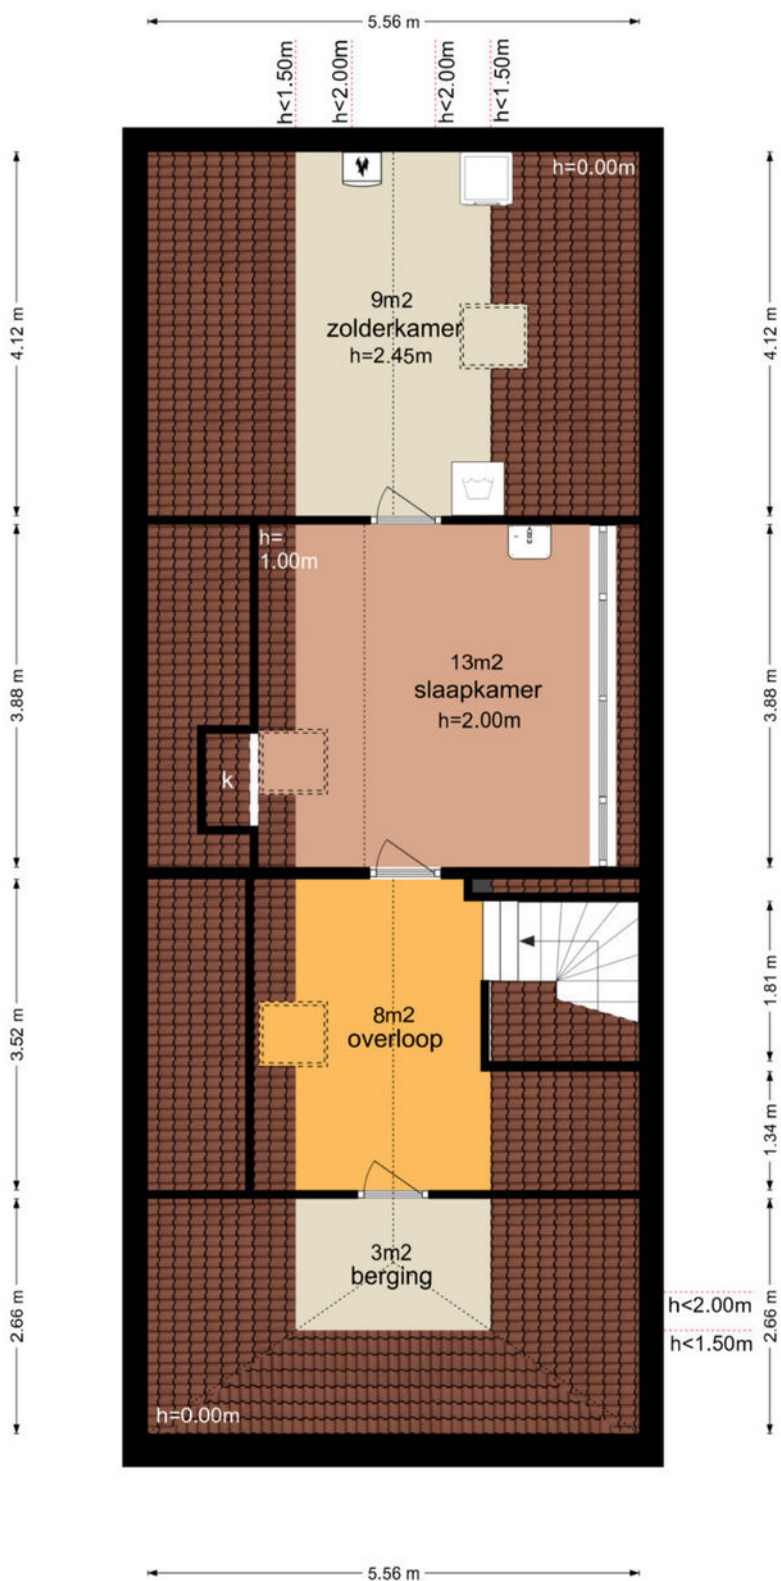 5.56 m
h<1.50m
h<2.00m
h<2.00m
h<1.50m
h=0.00m
4.12 m
4.12 m
9m2
zolderkamer
h=2.45m
h=
1.00m
3.88 m
3.88 m
13m2
slaapkamer
h=2.00m
k
3.52 m
1.81 m
8m2
overloop
1.34 m
3m2
berging
2.66 m
2.66 m
h<2.00m
h<1.50m
h=0.00m
5.56 m